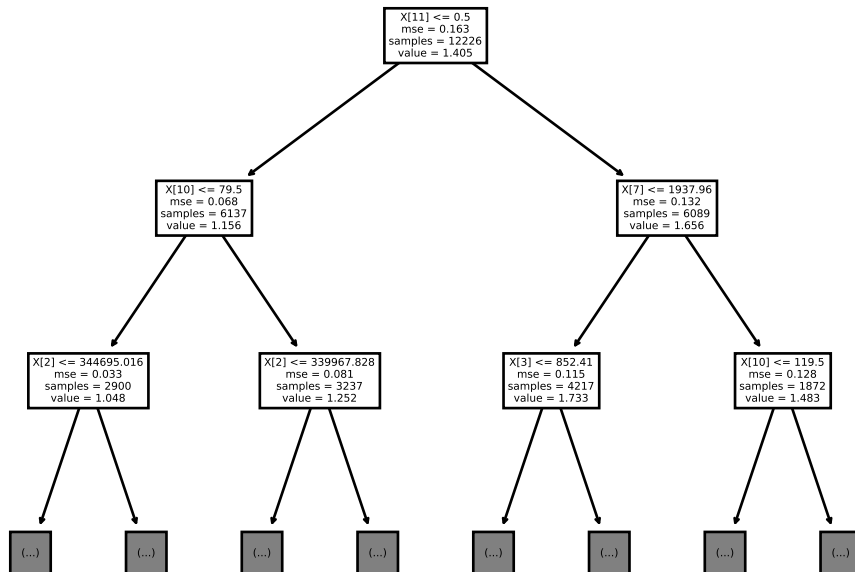 X[11] <= 0.5
mse = 0.163
samples = 12226
value = 1.405
X[10] <= 79.5
mse = 0.068
samples = 6137
value = 1.156
X[7] <= 1937.96
mse = 0.132
samples = 6089
value = 1.656
X[2] <= 344695.016
mse = 0.033
samples = 2900
value = 1.048
X[2] <= 339967.828
mse = 0.081
samples = 3237
value = 1.252
X[3] <= 852.41
mse = 0.115
samples = 4217
value = 1.733
X[10] <= 119.5
mse = 0.128
samples = 1872
value = 1.483
(...)
(...)
(...)
(...)
(...)
(...)
(...)
(...)